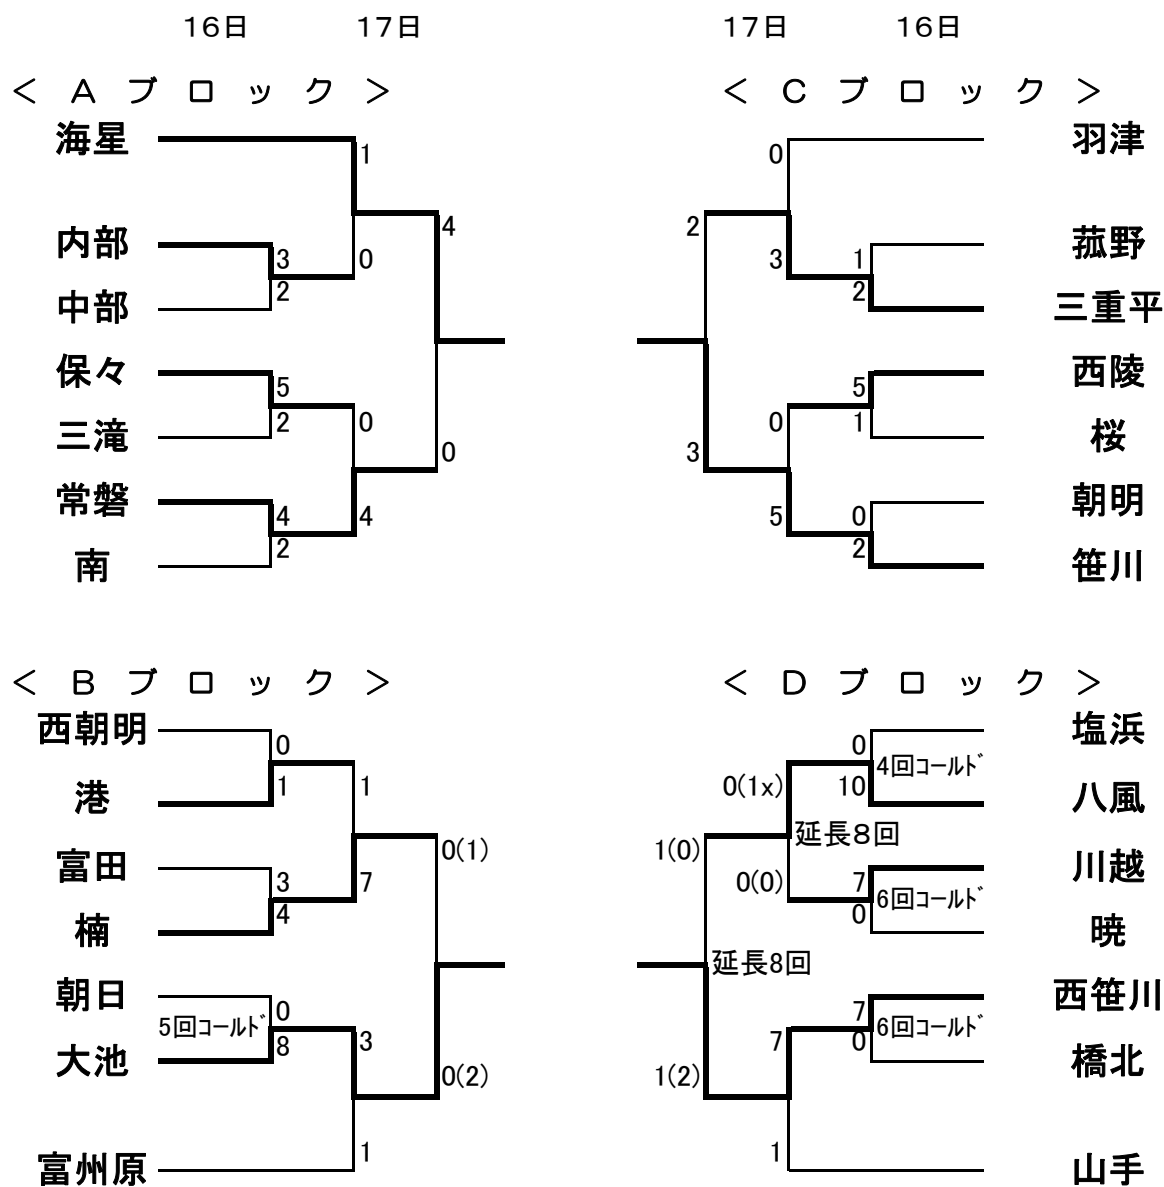 16日 17日 17日 16日
＜ A ブ ロ ッ ク ＞
海星
1
内部
4
3
0
2
中部
保々
5
2
0
三滝
0
常磐
4
4
2
南
＜ C ブ ロ ッ ク ＞
羽津
0
2
菰野
3
1
2
三重平
西陵
5
0
1
桜
3
朝明
5
0
2
笹川
＜ B ブ ロ ッ ク ＞
西朝明
0
1
1
港
0(1)
富田
3
7
4
楠
朝日
0
5回コールド
3
8
大池
0(2)
1
富州原
＜ D ブ ロ ッ ク ＞
塩浜
0
4回コールド
0(1x)
10
八風
延長８回
1(0)
川越
0(0)
7
6回コールド
0
暁
延長8回
西笹川
7
6回コールド
7
0
橋北
1(2)
1
山手